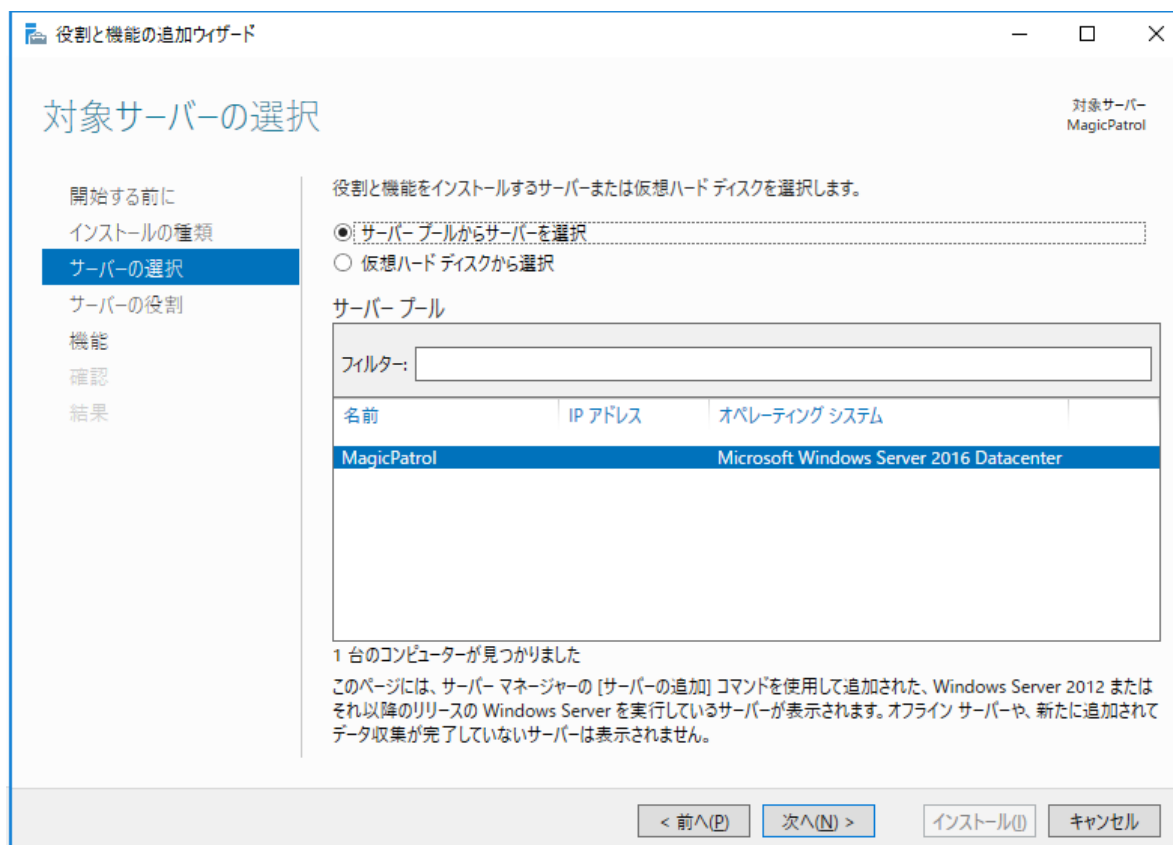 役割と機能の追加ウィザード
対象サーバーの選択
対象サーバー
MagicPatrol
開始する前に
インストールの種類
サーバーの選択
サーバーの役割
機能
確認
結果
役割と機能をインストールするサーバーまたは仮想ハード ディスクを選択します。
サーバー プールからサーバーを選択
仮想ハード ディスクから選択
サーバー プール
フィルター:
名前 IP アドレス オペレーティング システム
MagicPatrol Microsoft Windows Server 2016 Datacenter
1 台のコンピューターが見つかりました
このページには、サーバー マネージャーの [サーバーの追加] コマンドを使用して追加された、Windows Server 2012 または
それ以降のリリースの Windows Server を実行しているサーバーが表示されます。オフライン サーバーや、新たに追加されて
データ収集が完了していないサーバーは表示されません。
< 前へ(P) 次へ(N) > インストール(I) キャンセル